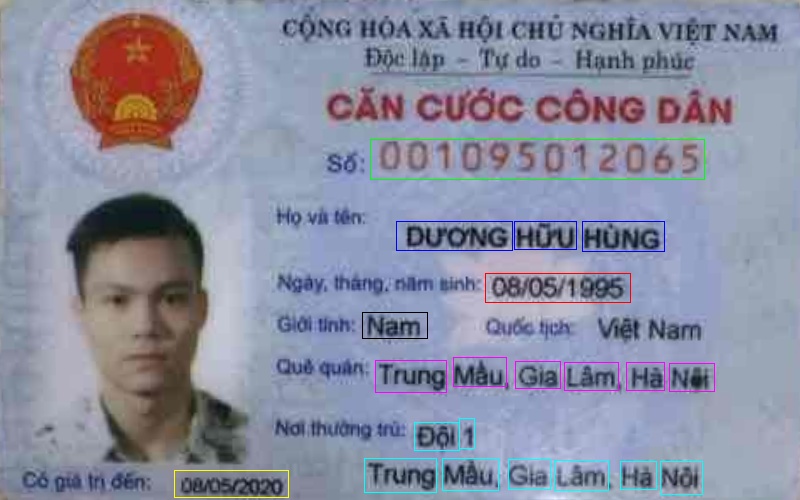 CỘNG HÒA XÃ HỘI CHỦ NGHĨA VIỆT NAM
Độc lập - Tự do - Hạnh phúc
CĂN CƯỚC CÔNG DÂN
Số: 001095012065
Họ và tên:
DƯƠNG HỮU HÙNG
Ngày, tháng, năm sinh: 08/05/1995
Giới tính: Nam Quốc tịch: Việt Nam
Quê quán: Trung Mầu, Gia Lâm, Hà Nội
Nơi thường trú: Đội 1
Trung Mầu, Gia Lâm, Hà Nội
Có giá trị đến: 08/05/2020